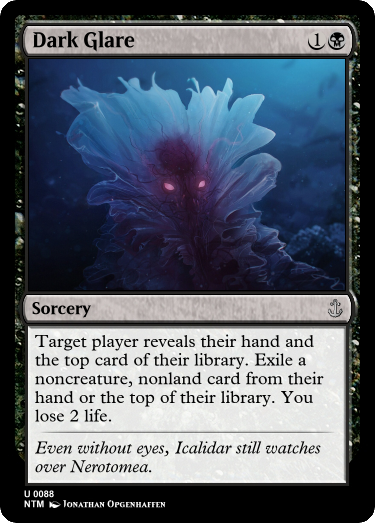 Dark Glare 1
Sorcery
Target player reveals their hand and
the top card of their library. Exile a
noncreature, nonland card from their
hand or the top of their library. You
lose 2 life.
Even without eyes, Icalidar still watches
over Nerotomea.
U 0088
NTM Jonathan Opgenhaffen